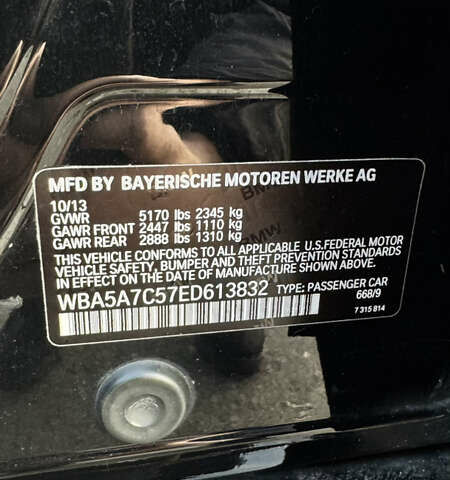 MFD BY BAYERISCHE MOTOREN WERKE AG
10/13
GVWR 5170 lbs 2345 kg
GAWR FRONT 2447 lbs 1110 kg
GAWR REAR 2888 lbs 1310 kg
THIS VEHICLE CONFORMS TO ALL APPLICABLE U.S.FEDERAL MOTOR
VEHICLE SAFETY, BUMPER AND THEFT PREVENTION STANDARDS
IN EFFECT ON THE DATE OF MANUFACTURE SHOWN ABOVE.
WBA5A7C57ED613832 TYPE: PASSENGER CAR
668/9
7 315 814